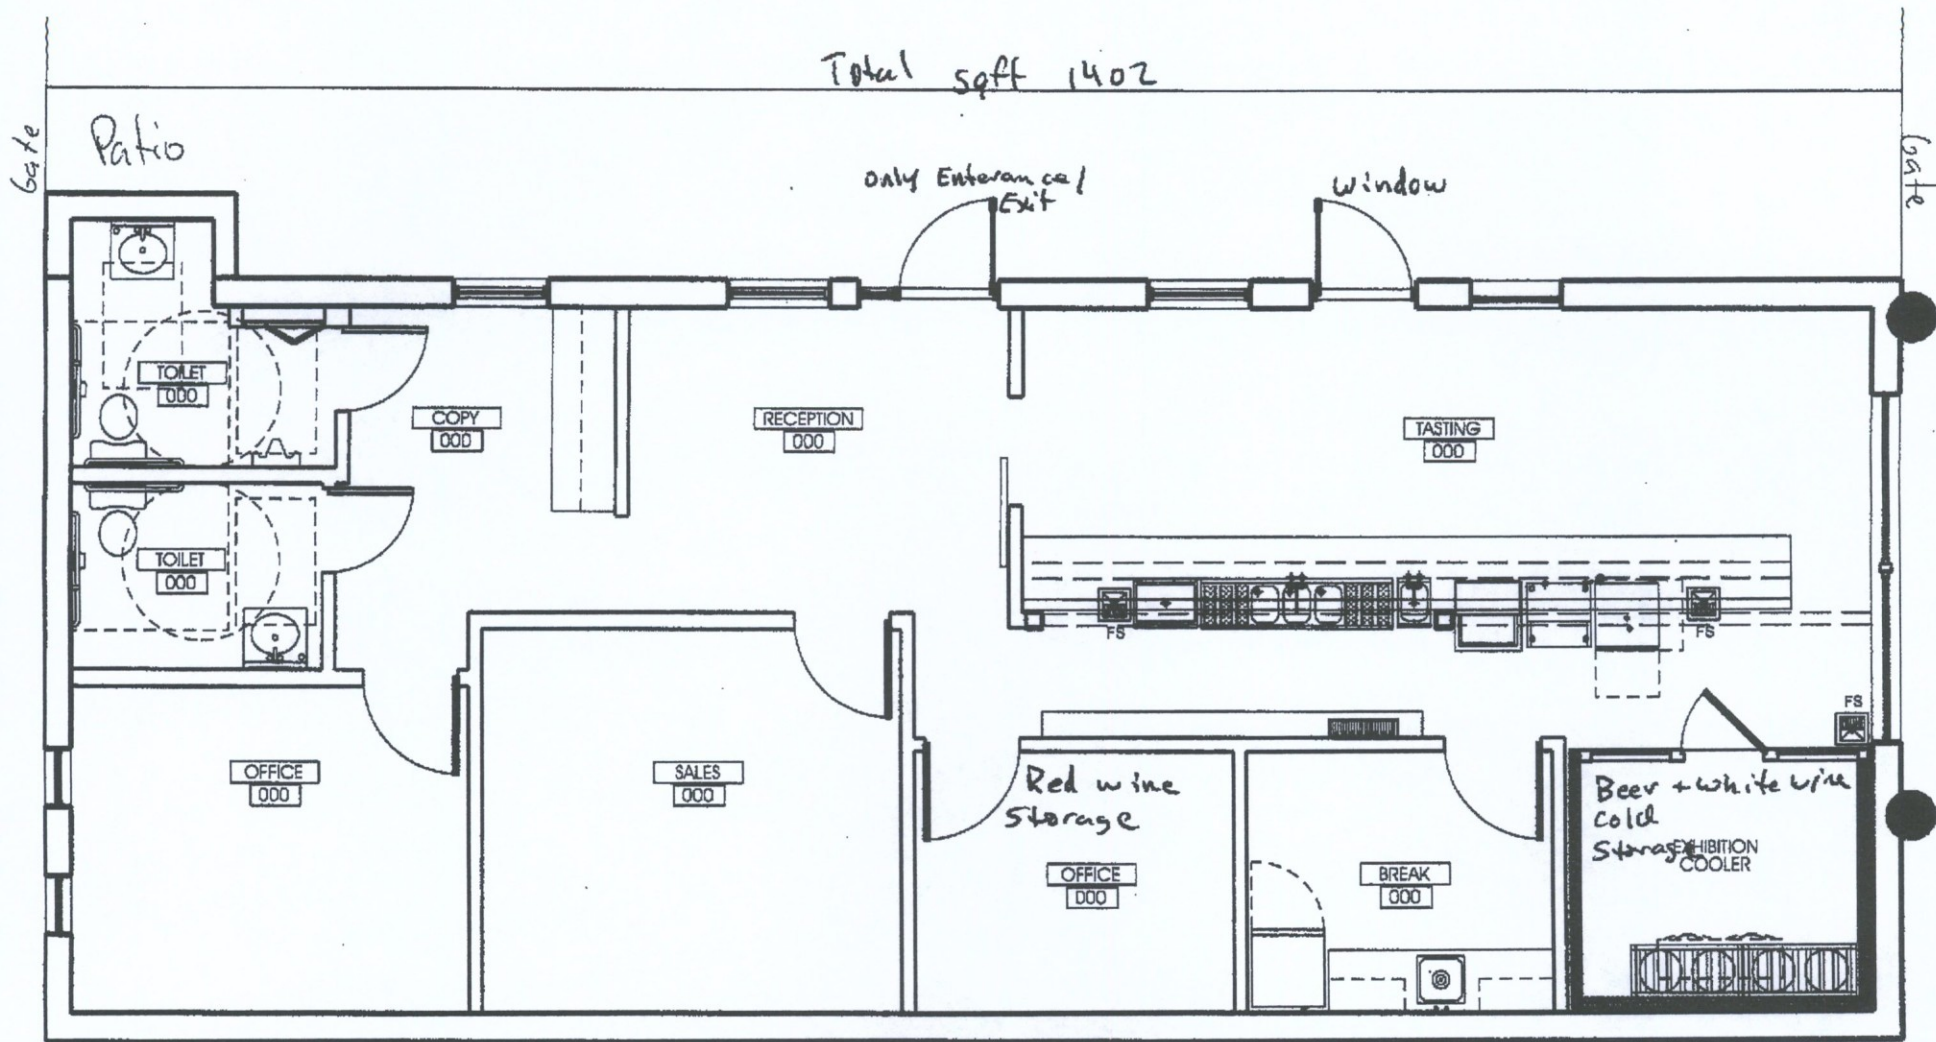 Total sqft 1402
Gate
Patio
Gate
only Enterance/
Exit
window
TOILET
000
COPY
000
RECEPTION
000
TASTING
000
TOILET
000
FS
FS
FS
OFFICE
000
SALES
000
Red wine
Storage
OFFICE
000
BREAK
000
Beer + white wine
Cold
Storage
EXHIBITION
COOLER